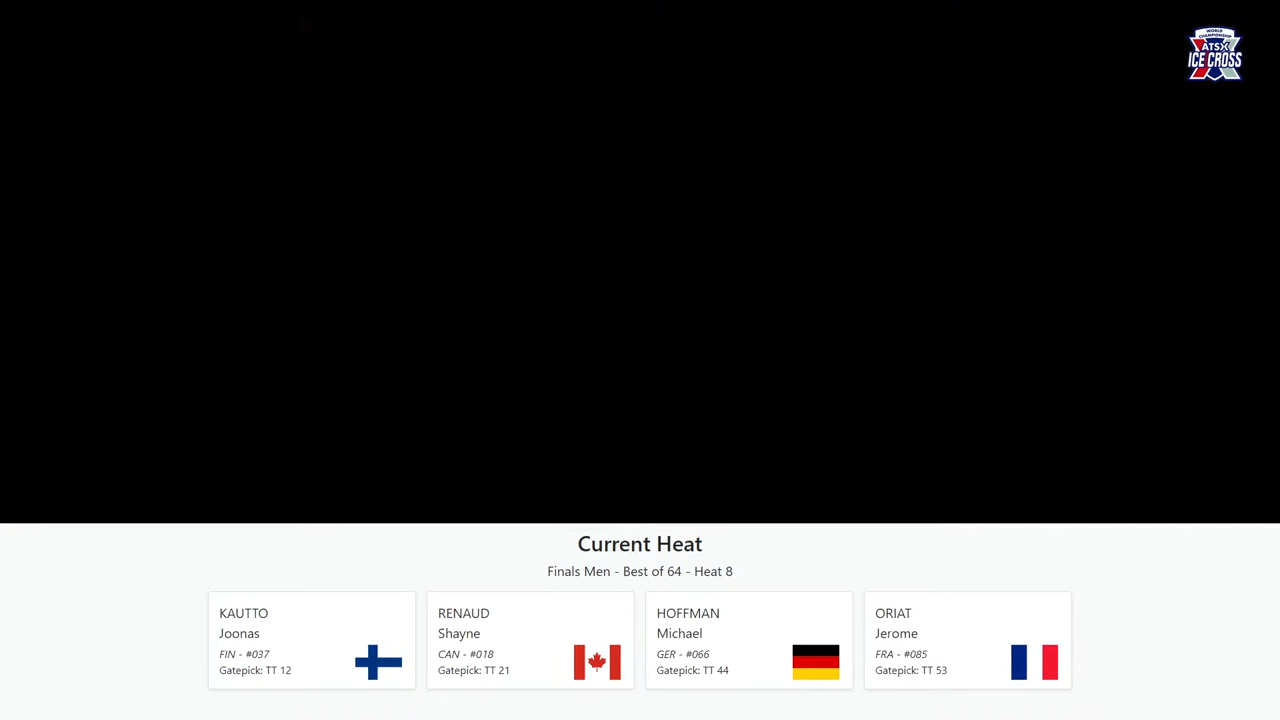 WORLD
CHAMPIONSHIP
ATSX
ICE CROSS
Current Heat
Finals Men - Best of 64 - Heat 8
KAUTTO
Joonas
FIN - #037
Gatepick: TT 12
RENAUD
Shayne
CAN - #018
Gatepick: TT 21
HOFFMAN
Michael
GER - #066
Gatepick: TT 44
ORIAT
Jerome
FRA - #085
Gatepick: TT 53